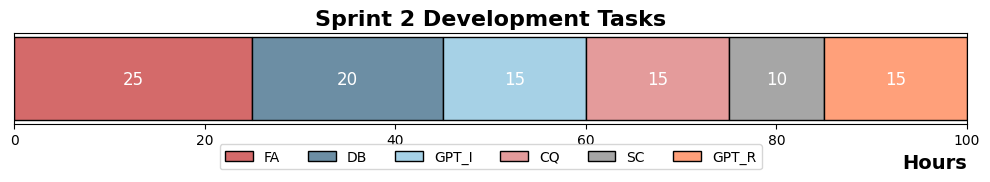 Sprint 2 Development Tasks
25 20 15 15 10 15
0 20 40 60 80 100
FA DB GPT_I CQ SC GPT_R
Hours